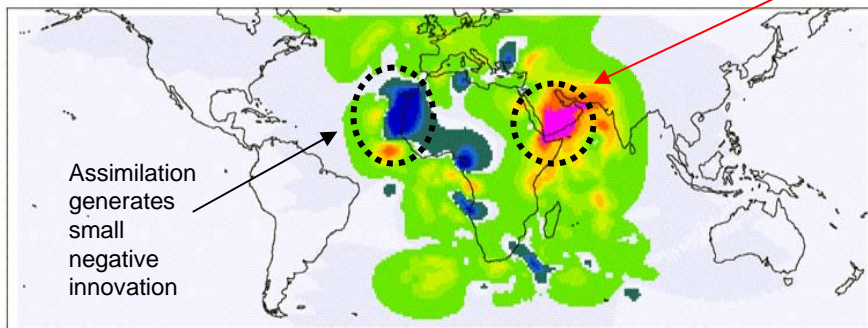 Assimilation
generates
small
negative
innovation